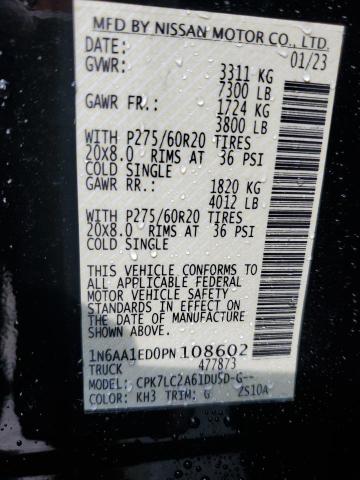 MFD BY NISSAN MOTOR CO., LTD.
DATE: 01/23
GVWR: 3311 KG
7300 LB
GAWR FR.: 1724 KG
3800 LB
WITH P275/60R20 TIRES
20X8.0 RIMS AT 36 PSI
COLD SINGLE
GAWR RR.: 1820 KG
4012 LB
WITH P275/60R20 TIRES
20X8.0 RIMS AT 36 PSI
COLD SINGLE
THIS VEHICLE CONFORMS TO
ALL APPLICABLE FEDERAL
MOTOR VEHICLE SAFETY
STANDARDS IN EFFECT ON
THE DATE OF MANUFACTURE
SHOWN ABOVE.
1N6AA1ED0PN 108602
TRUCK 477873
MODEL: CPK7LC2A61DU5D-G--
COLOR: KH3 TRIM: G ZS10A